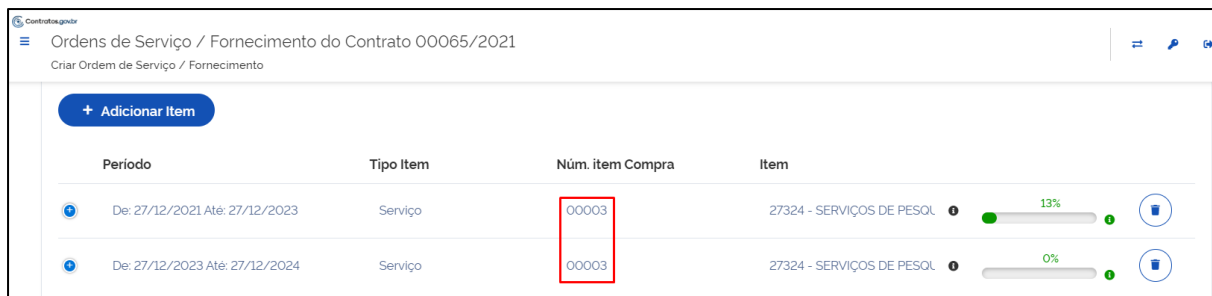 Contratos.gov.br
Ordens de Serviço / Fornecimento do Contrato 00065/2021
Criar Ordem de Serviço / Fornecimento
+ Adicionar Item
Período Tipo Item Núm. item Compra Item
De: 27/12/2021 Até: 27/12/2023 Serviço 00003 27324 - SERVIÇOS DE PESQU 13%
De: 27/12/2023 Até: 27/12/2024 Serviço 00003 27324 - SERVIÇOS DE PESQU 0%